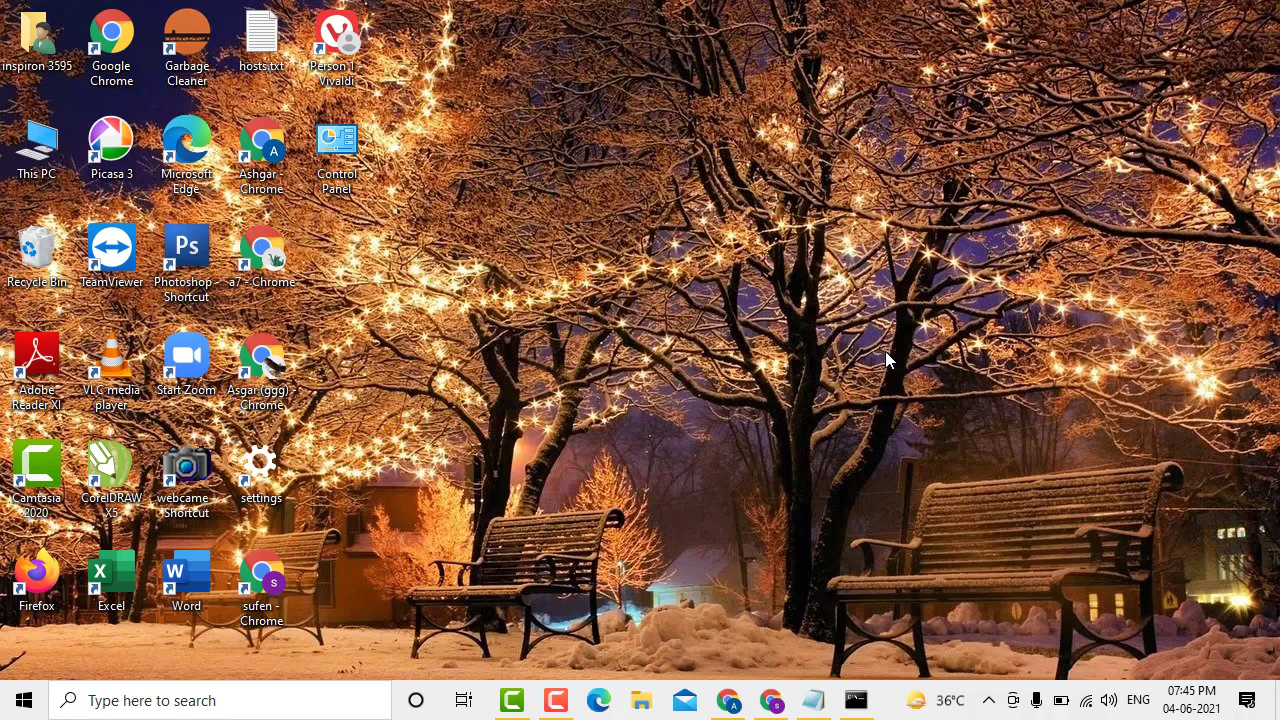 inspiron 3595
Google
Chrome
Garbage
Cleaner
hosts.txt
Person 1 -
Vivaldi
This PC
Picasa 3
Microsoft
Edge
A
Ashgar -
Chrome
Control
Panel
Recycle Bin
TeamViewer
Ps
Photoshop -
Shortcut
a7 - Chrome
Adobe
Reader XI
VLC media
player
Start Zoom
Asgar (ggg) -
Chrome
Camtasia
2020
CorelDRAW
X5
webcame -
Shortcut
settings
Firefox
X
Excel
W
Word
S
sufen -
Chrome
Type here to search
A
S
36°C
ENG
07:45 PM
04-06-2021